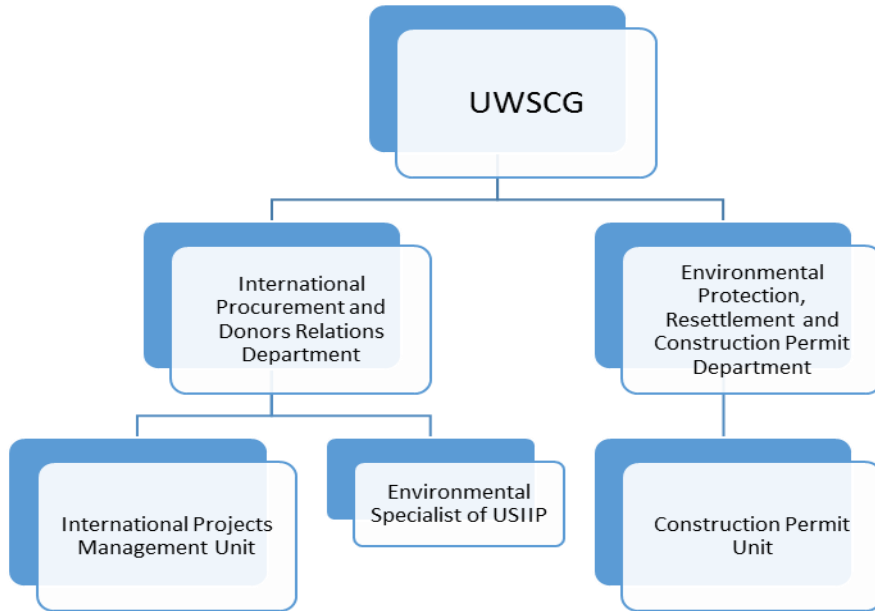 UWSCG
International
Procurement and
Donors Relations
Department
Environmental
Protection,
Resettlement and
Construction Permit
Department
International Projects
Management Unit
Environmental
Specialist of USIIP
Construction Permit
Unit